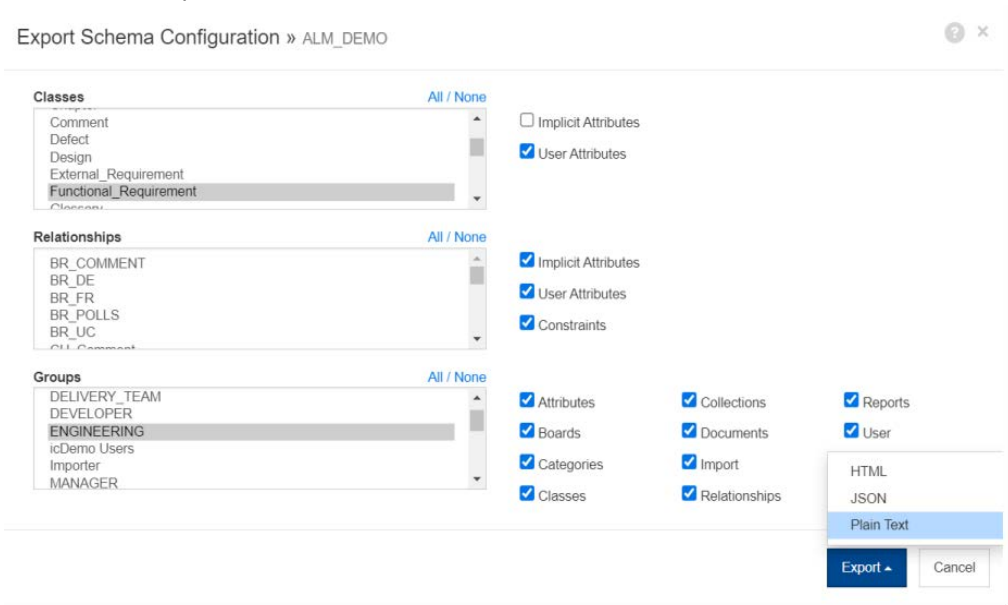 Export Schema Configuration » ALM_DEMO
Classes All / None
Comment
Defect
Design
External_Requirement
Functional_Requirement
Glossary
Implicit Attributes
User Attributes
Relationships All / None
BR_COMMENT
BR_DE
BR_FR
BR_POLLS
BR_UC
CH_Comment
Implicit Attributes
User Attributes
Constraints
Groups All / None
DELIVERY_TEAM
DEVELOPER
ENGINEERING
icDemo Users
Importer
MANAGER
Attributes Collections Reports
Boards Documents User
Categories Import
Classes Relationships
HTML
JSON
Plain Text
Export Cancel